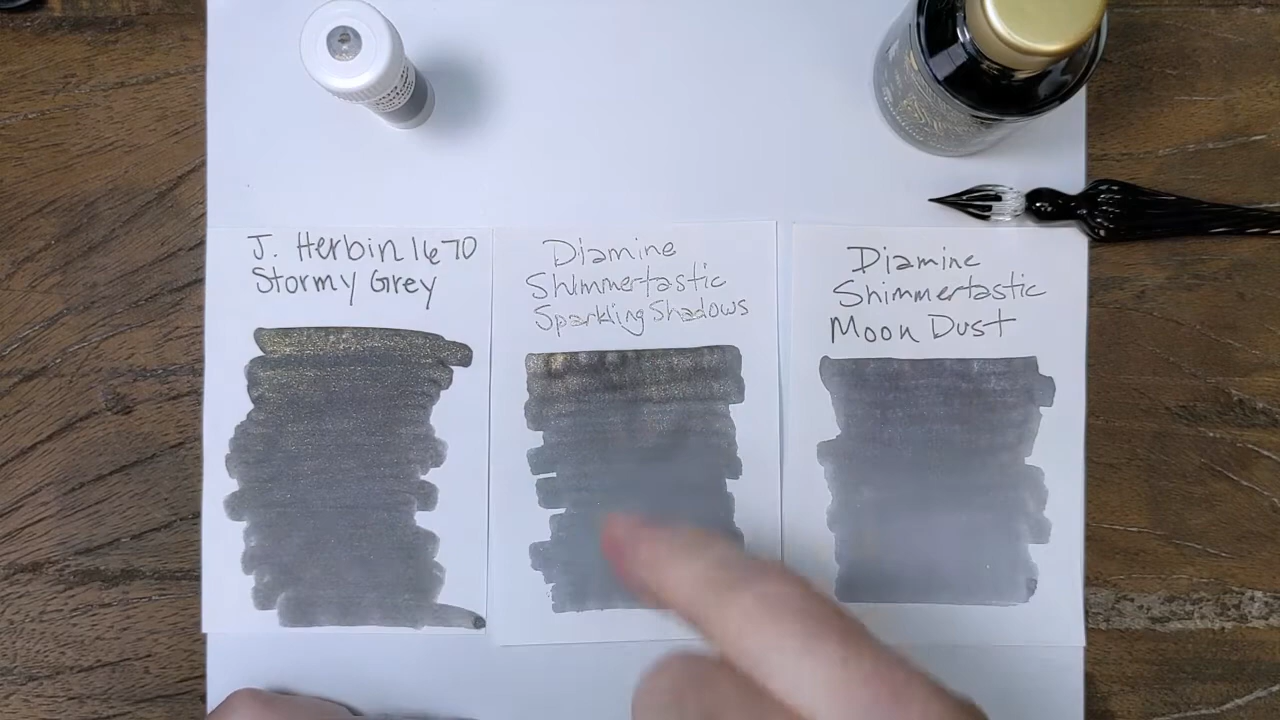 J. Herbin 1670
Stormy Grey
Diamine
Shimmertastic
Sparkling Shadows
Diamine
Shimmertastic
Moon Dust